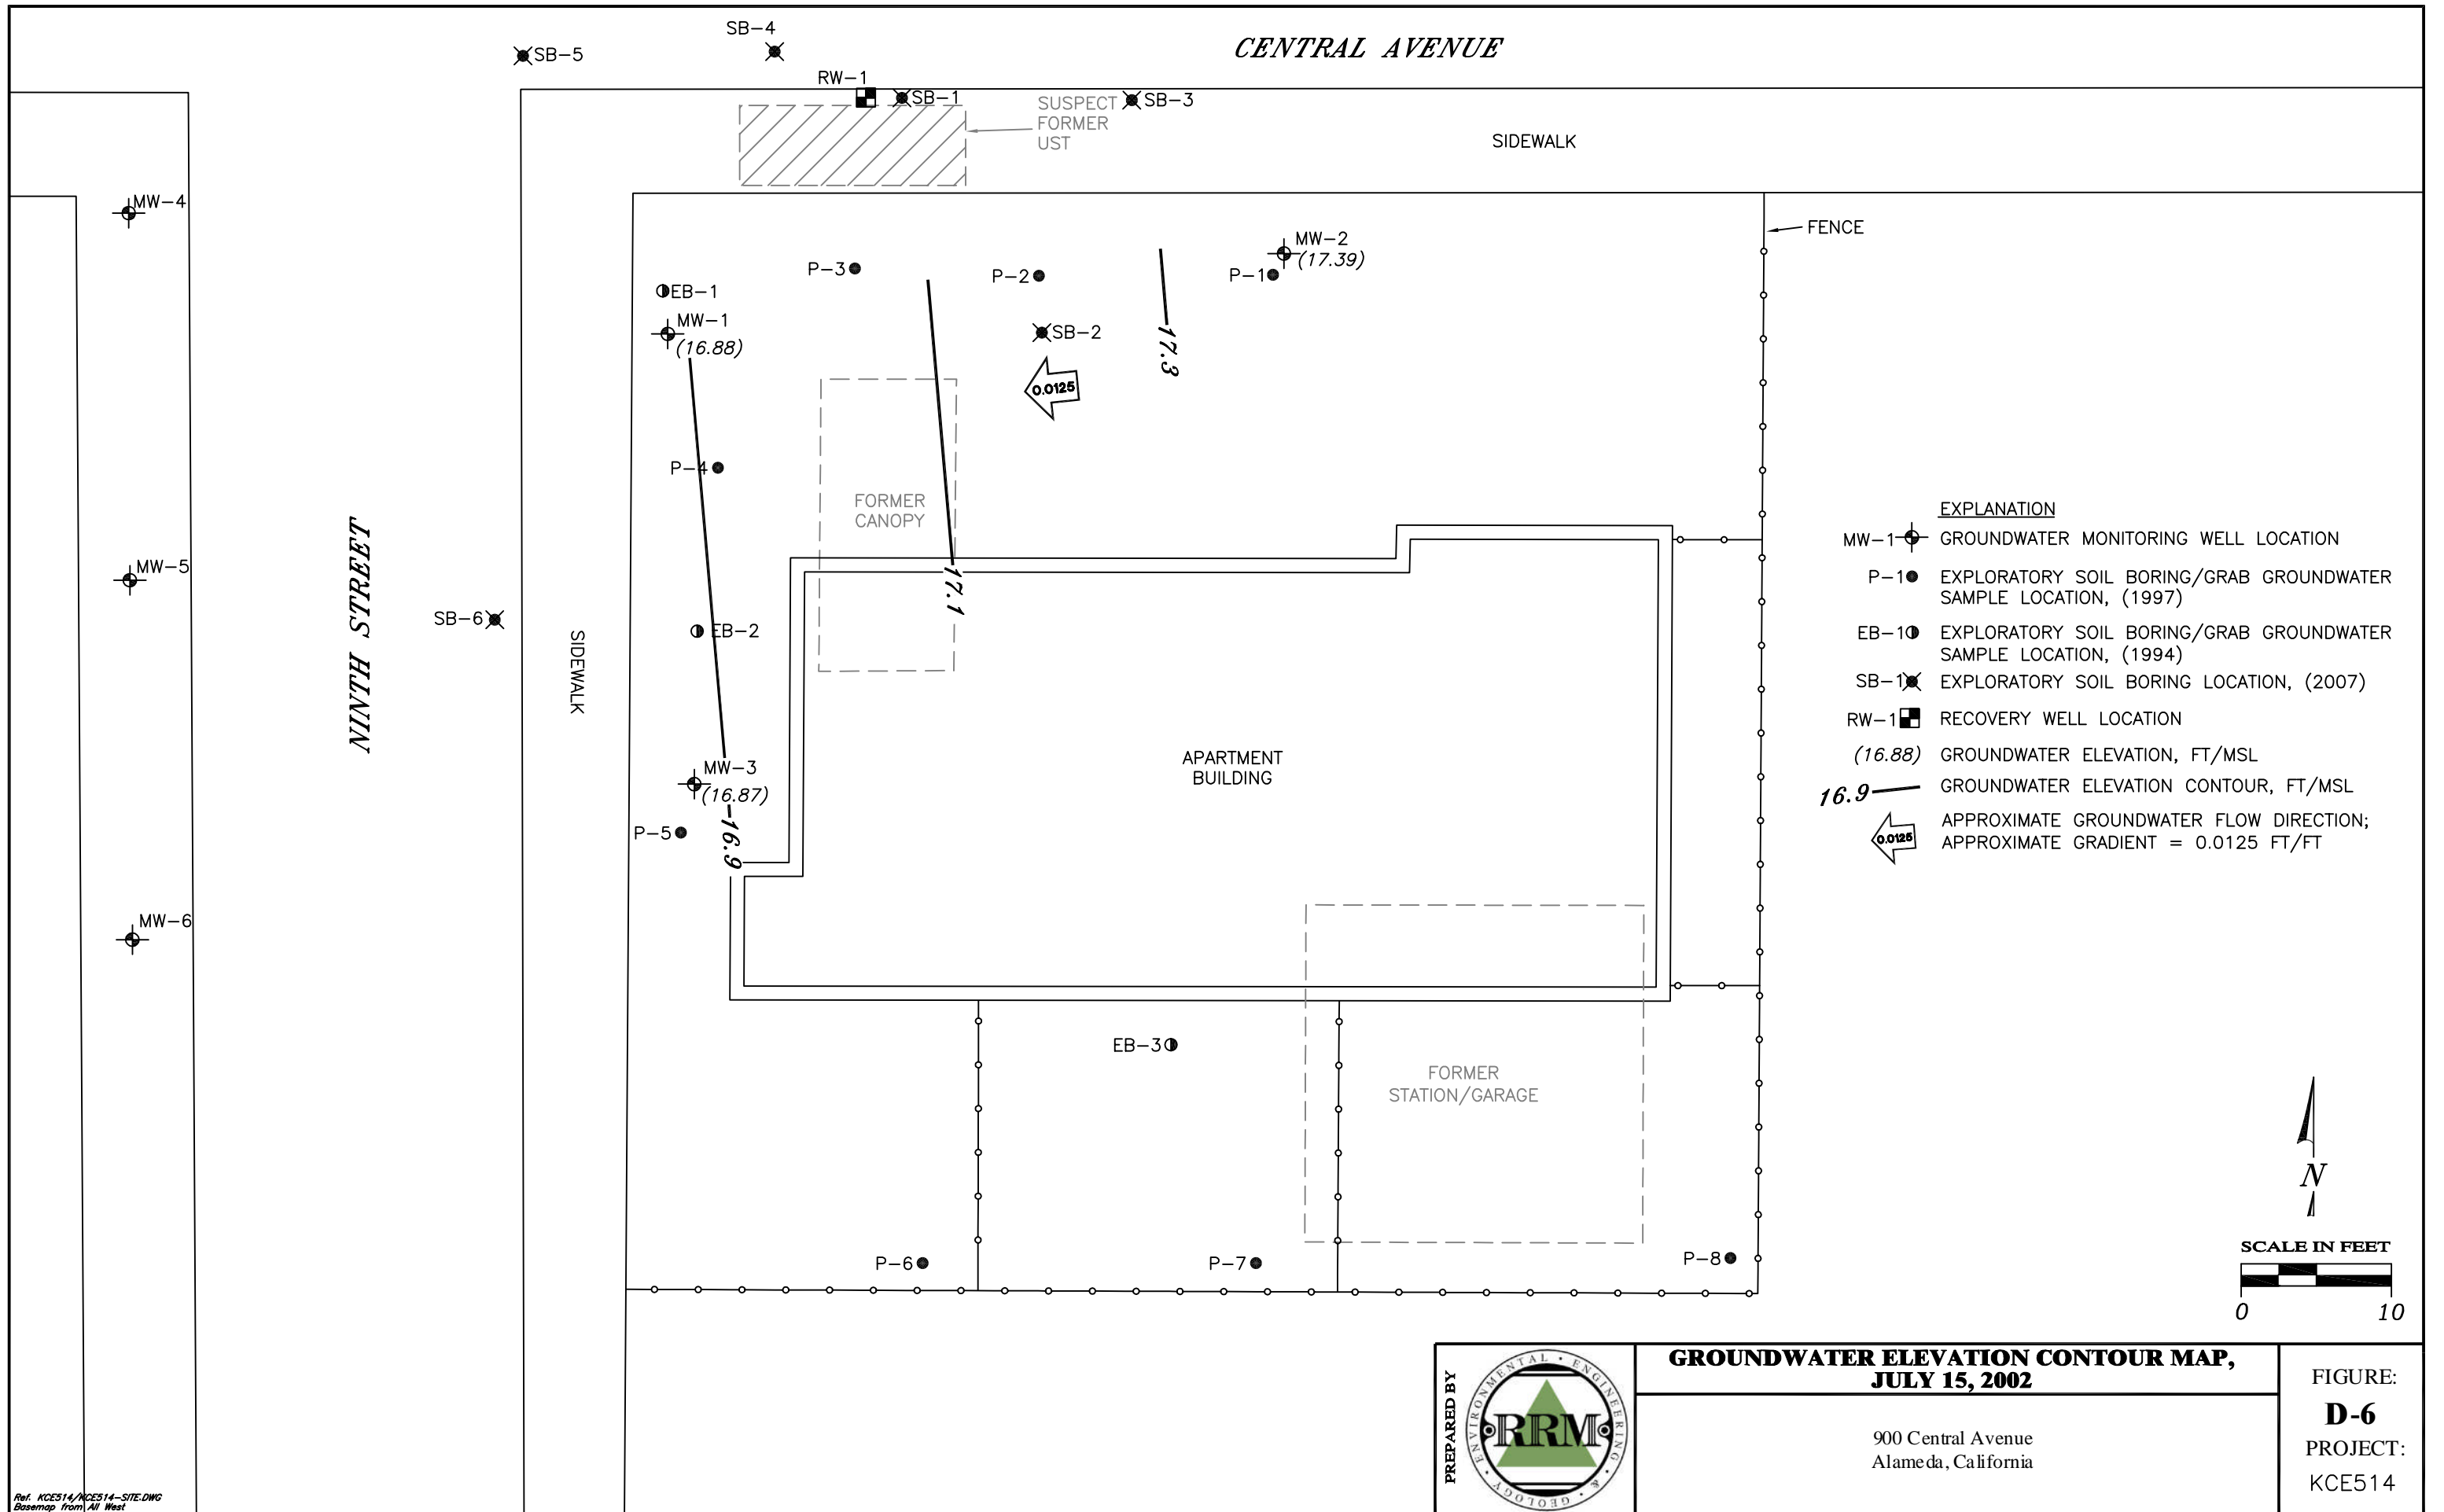 SB-4
CENTRAL AVENUE
SB-5
RW-1
SB-1
SUSPECT
FORMER
UST
SB-3
SIDEWALK
MW-4
FENCE
MW-2
(17.39)
P-3
P-2
P-1
EB-1
MW-1
(16.88)
SB-2
17.3
0.0125
P-4
FORMER
CANOPY
EXPLANATION
MW-1 GROUNDWATER MONITORING WELL LOCATION
P-1 EXPLORATORY SOIL BORING/GRAB GROUNDWATER
SAMPLE LOCATION, (1997)
EB-1 EXPLORATORY SOIL BORING/GRAB GROUNDWATER
SAMPLE LOCATION, (1994)
SB-1 EXPLORATORY SOIL BORING LOCATION, (2007)
RW-1 RECOVERY WELL LOCATION
(16.88) GROUNDWATER ELEVATION, FT/MSL
16.9 GROUNDWATER ELEVATION CONTOUR, FT/MSL
0.0125 APPROXIMATE GROUNDWATER FLOW DIRECTION;
APPROXIMATE GRADIENT = 0.0125 FT/FT
MW-5
NINTH STREET
SB-6
SIDEWALK
EB-2
17.1
APARTMENT
BUILDING
MW-3
(16.87)
P-5
16.9
MW-6
EB-3
FORMER
STATION/GARAGE
P-6
P-7
P-8
N
SCALE IN FEET
0 10
PREPARED BY
RRM
ENVIRONMENTAL • ENGINEERING • & • GEOLOGY •
GROUNDWATER ELEVATION CONTOUR MAP,
JULY 15, 2002
900 Central Avenue
Alameda, California
FIGURE:
D-6
PROJECT:
KCE514
Ref. KCE514/KCE514-SITE.DWG
Basemap from All West